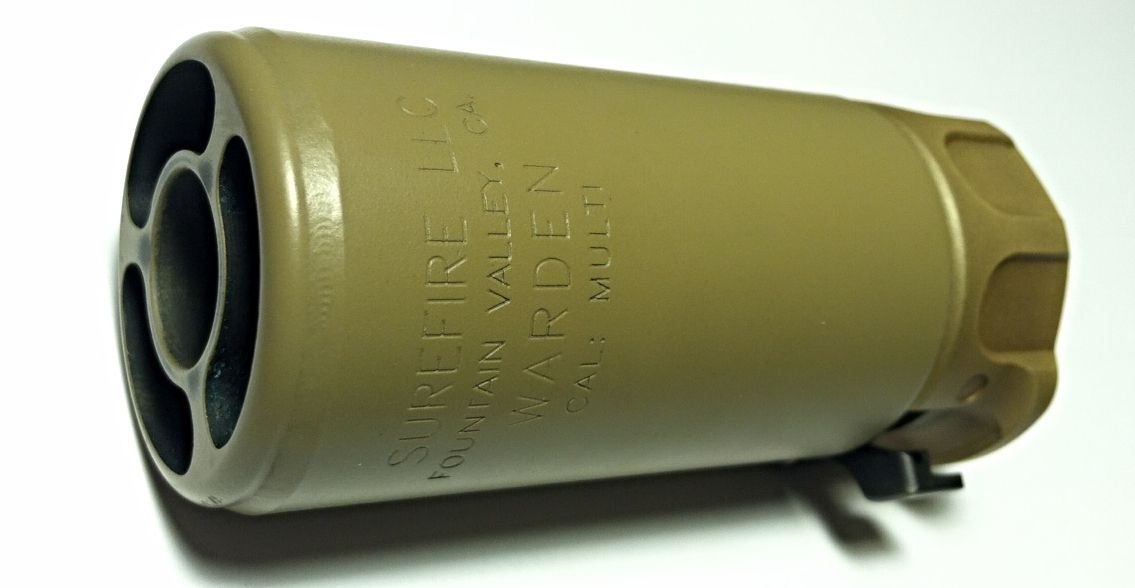 SUREFIRE LLC
FOUNTAIN VALLEY, CA.
WARDEN
CAL: MULTI